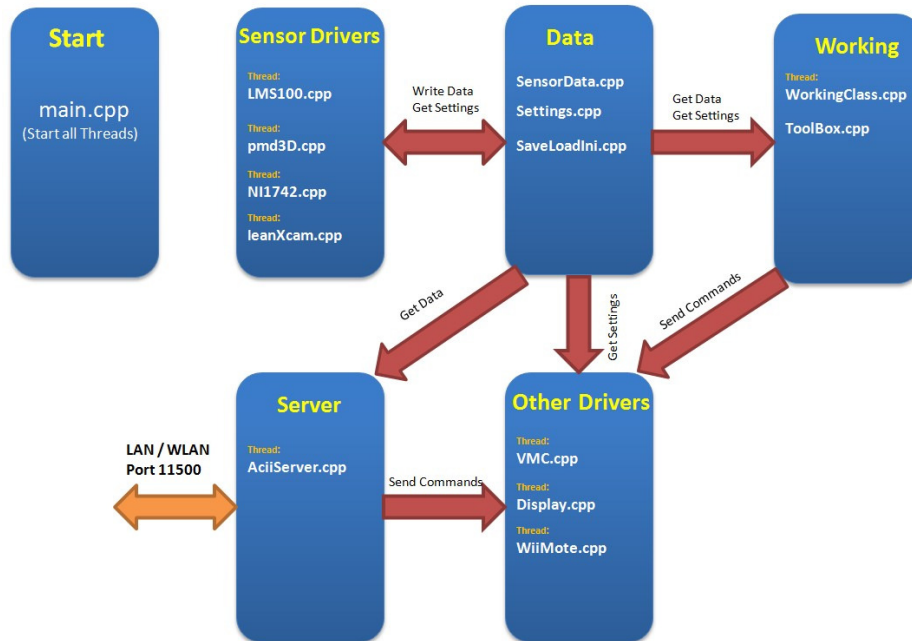 Start
main.cpp
(Start all Threads)
Sensor Drivers
Thread:
LMS100.cpp
Thread:
pmd3D.cpp
Thread:
NI1742.cpp
Thread:
leanXcam.cpp
Write Data
Get Settings
Data
SensorData.cpp
Settings.cpp
SaveLoadIni.cpp
Get Data
Get Settings
Working
Thread:
WorkingClass.cpp
ToolBox.cpp
Get Data
Get Settings
Send Commands
LAN / WLAN
Port 11500
Server
Thread:
AciiServer.cpp
Send Commands
Other Drivers
Thread:
VMC.cpp
Thread:
Display.cpp
Thread:
WiiMote.cpp